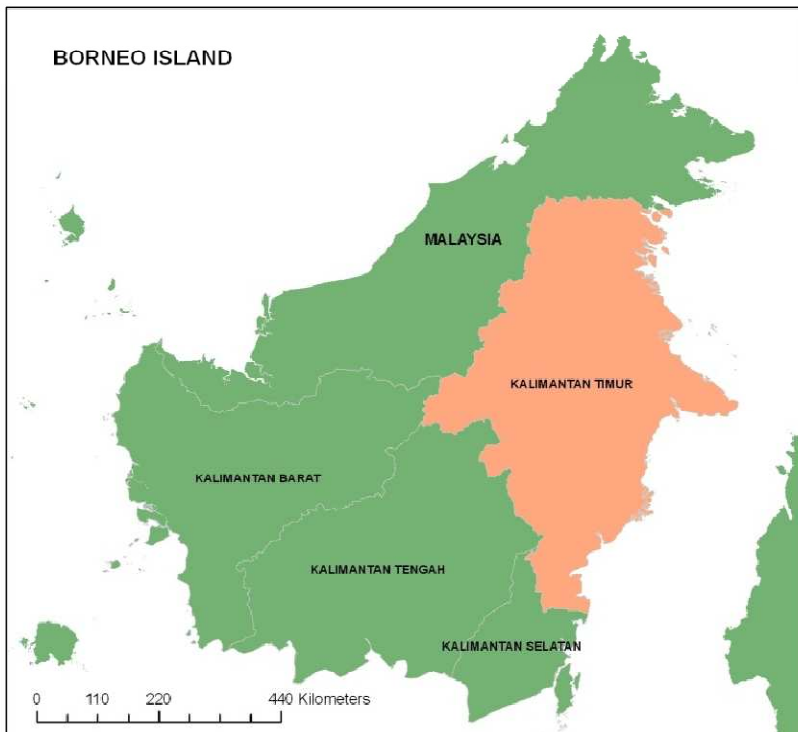 BORNEO ISLAND
MALAYSIA
KALIMANTAN TIMUR
KALIMANTAN BARAT
KALIMANTAN TENGAH
KALIMANTAN SELATAN
0 110 220 440 Kilometers